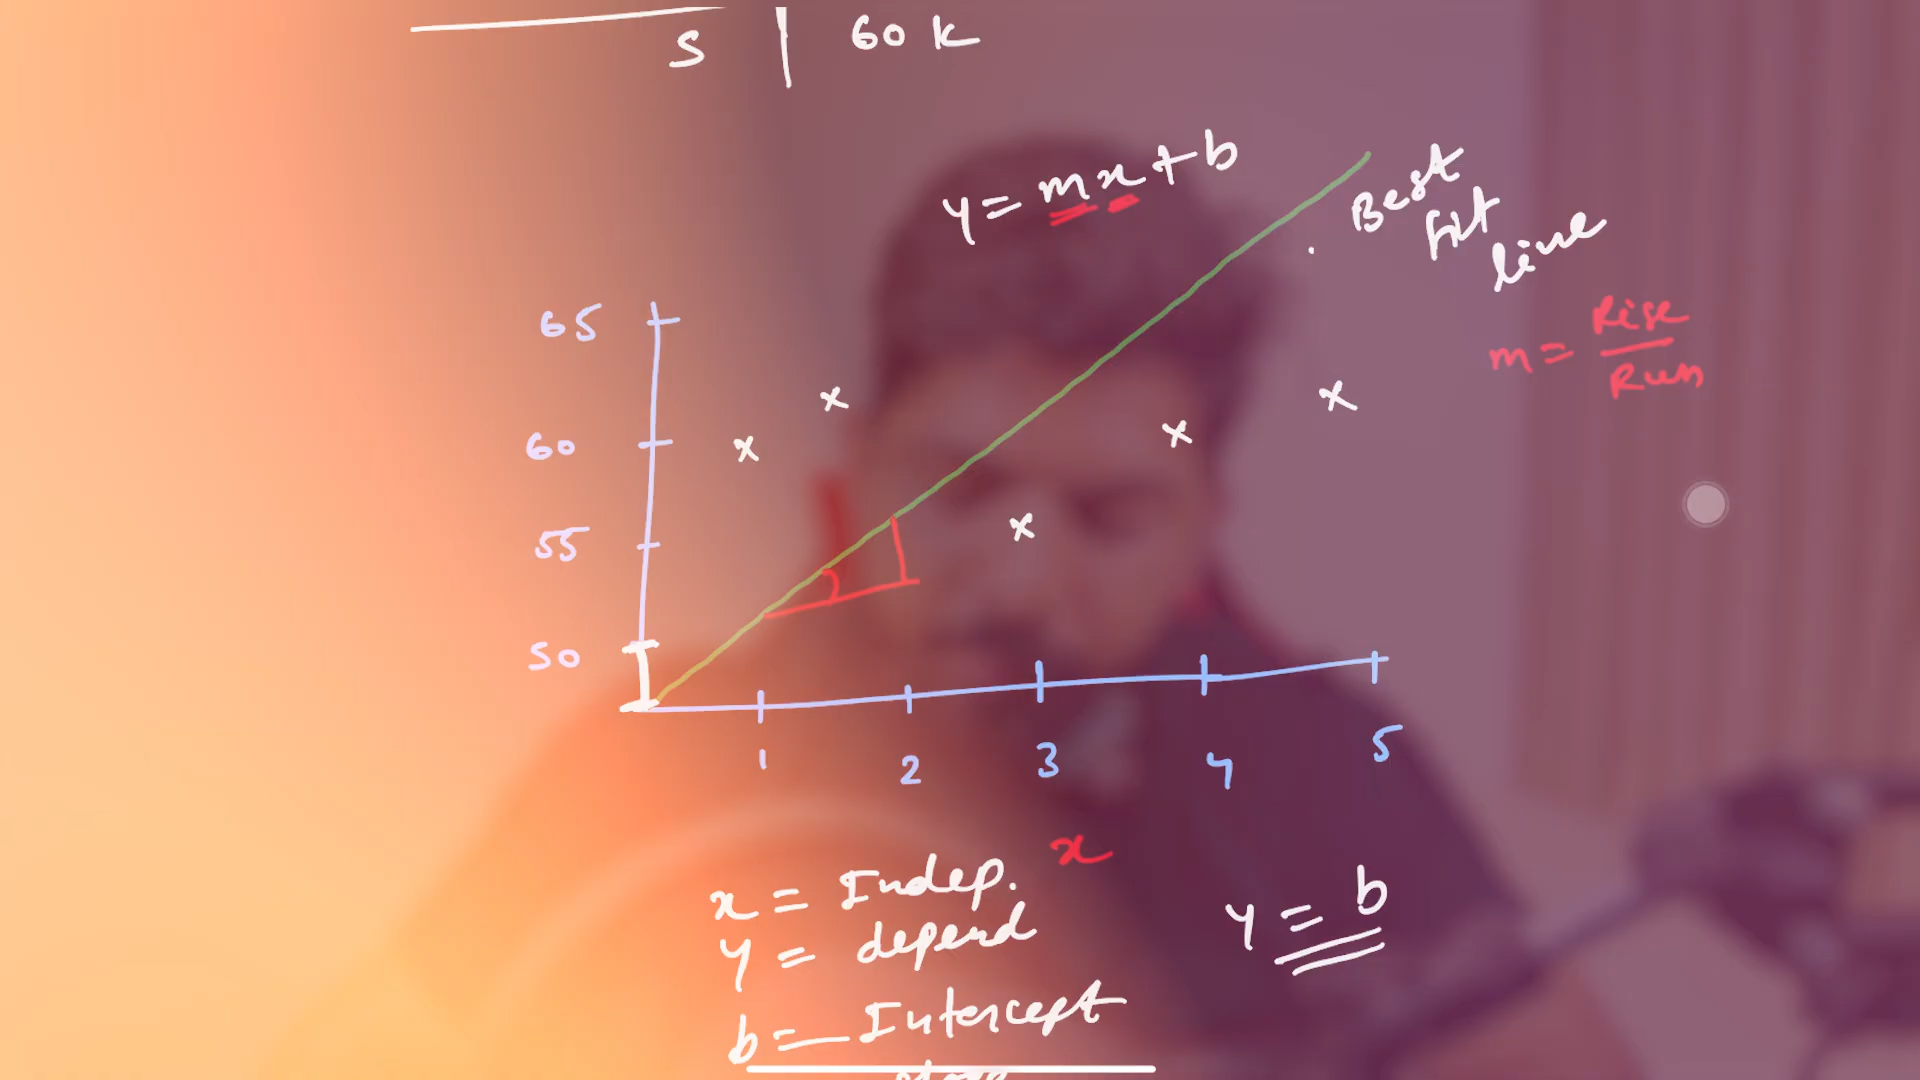 5 | 60 k
y = mx + b
Best
fit
line
m = Rise
Run
65
60
55
50
1 2 3 4 5
x
x = Indep.
y = depend
y = b
b = Intercept